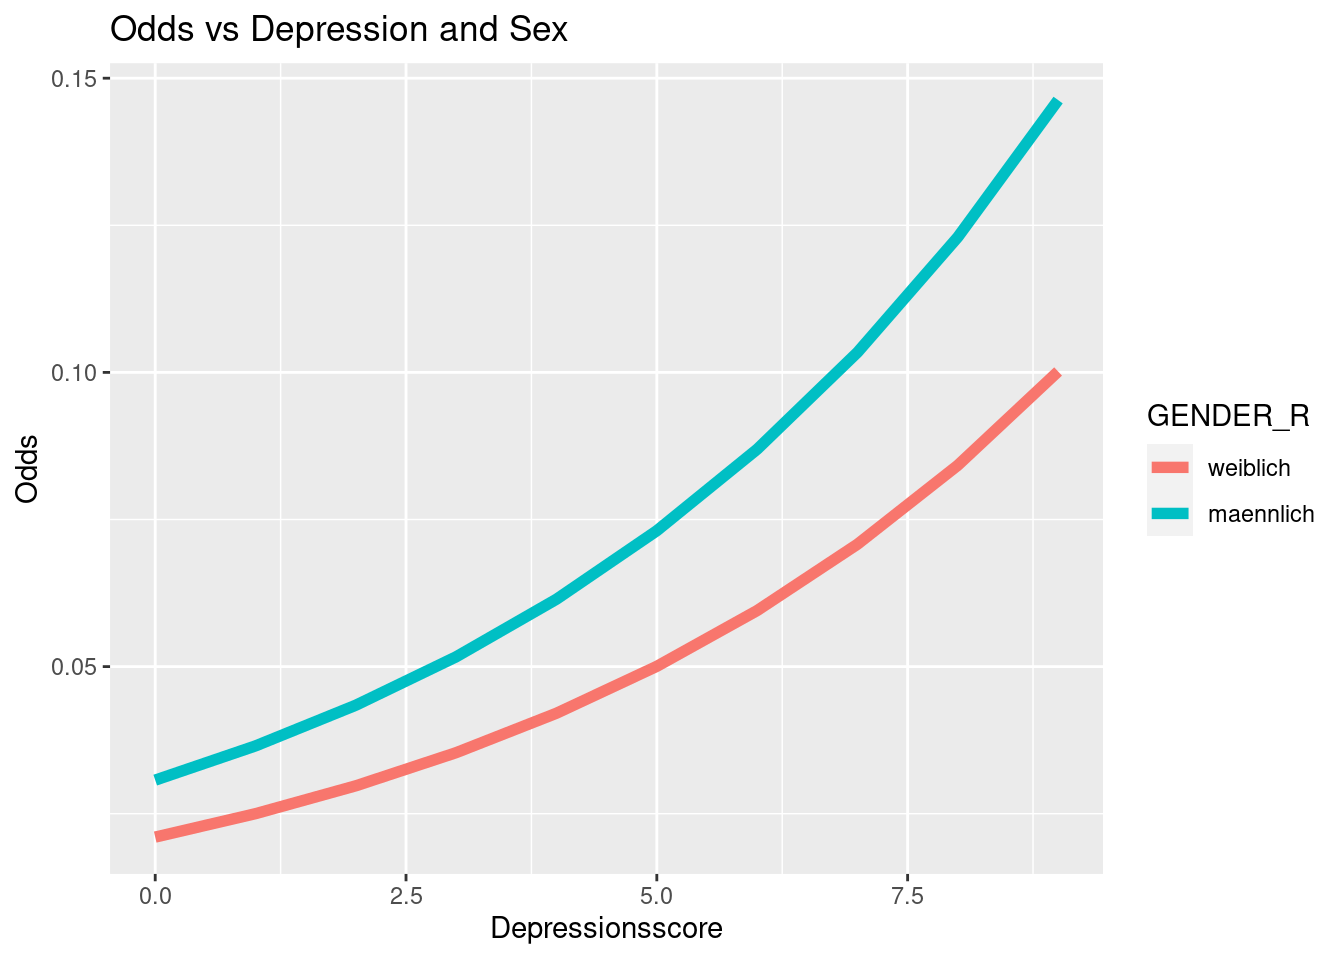 Odds vs Depression and Sex
0.15
0.10
0.05
Odds
0.0 2.5 5.0 7.5
Depressionsscore
GENDER_R
weiblich
maennlich